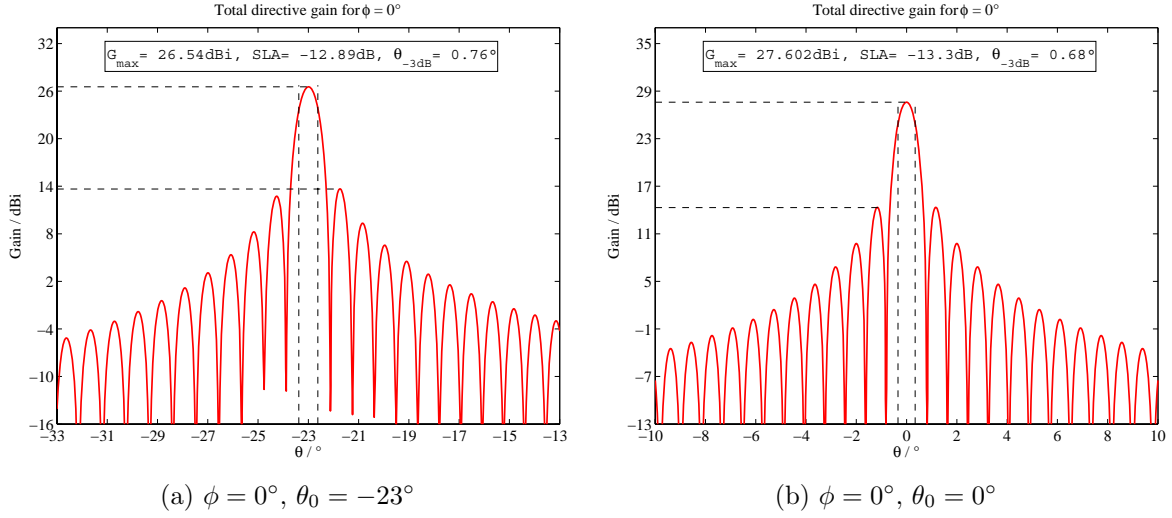 Total directive gain for ϕ = 0°
G_max= 26.54dBi, SLA= -12.89dB, θ_-3dB= 0.76°
Gain / dBi
32
26
20
14
8
2
−4
−10
−16
−33 −31 −29 −27 −25 −23 −21 −19 −17 −15 −13
θ / °
(a) ϕ = 0°, θ0 = −23°
Total directive gain for ϕ = 0°
G_max= 27.602dBi, SLA= -13.3dB, θ_-3dB= 0.68°
Gain / dBi
35
29
23
17
11
5
−1
−7
−13
−10 −8 −6 −4 −2 0 2 4 6 8 10
θ / °
(b) ϕ = 0°, θ0 = 0°